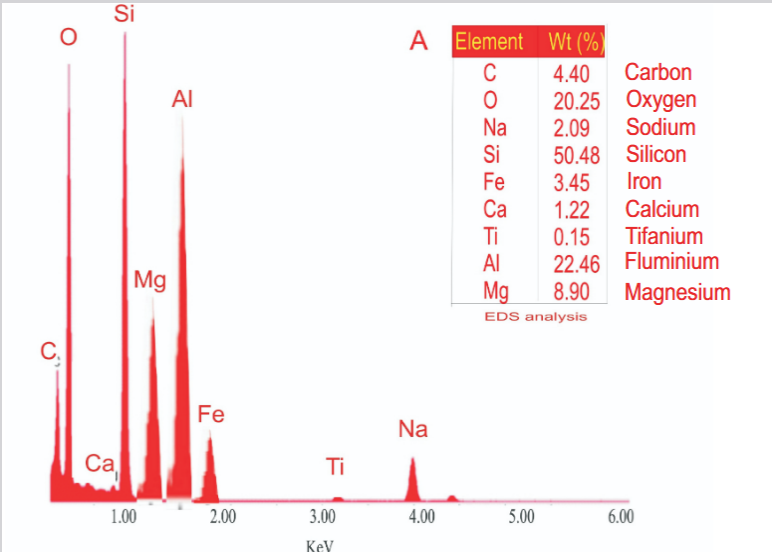 Si
O
A
Al
Mg
C
Fe
Ca
Ti
Na
Element Wt (%)
C 4.40 Carbon
O 20.25 Oxygen
Na 2.09 Sodium
Si 50.48 Silicon
Fe 3.45 Iron
Ca 1.22 Calcium
Ti 0.15 Tifanium
Al 22.46 Fluminium
Mg 8.90 Magnesium
EDS analysis
1.00 2.00 3.00 4.00 5.00 6.00
KeV